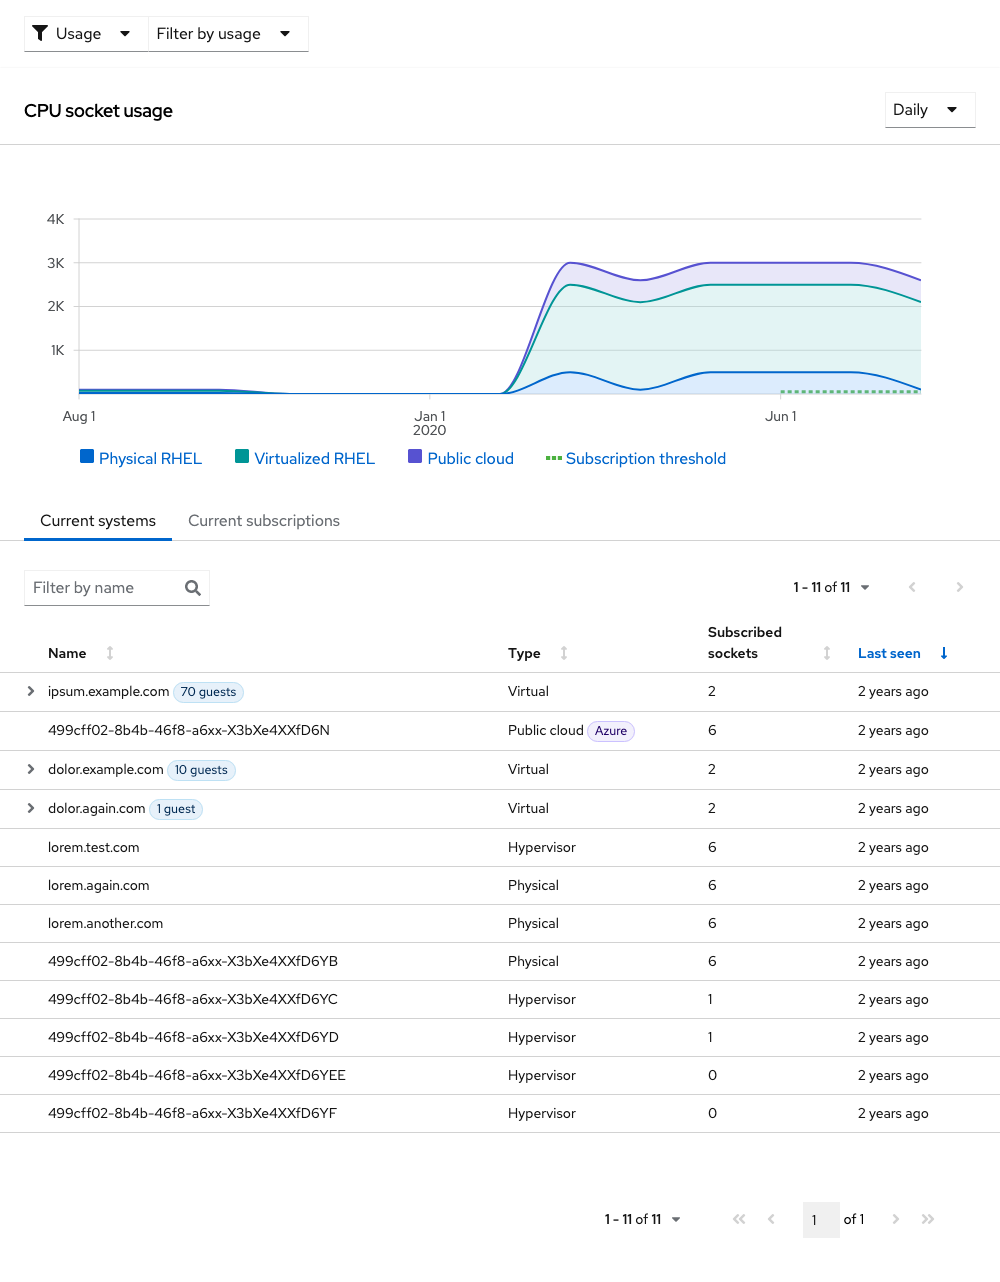 Usage Filter by usage
CPU socket usage Daily
4K
3K
2K
1K
Aug 1 Jan 1 Jun 1
2020
Physical RHEL Virtualized RHEL Public cloud Subscription threshold
Current systems Current subscriptions
Filter by name 1 - 11 of 11
Subscribed
Name Type sockets Last seen
ipsum.example.com 70 guests Virtual 2 2 years ago
499cff02-8b4b-46f8-a6xx-X3bXe4XXfD6N Public cloud Azure 6 2 years ago
dolor.example.com 10 guests Virtual 2 2 years ago
dolor.again.com 1 guest Virtual 2 2 years ago
lorem.test.com Hypervisor 6 2 years ago
lorem.again.com Physical 6 2 years ago
lorem.another.com Physical 6 2 years ago
499cff02-8b4b-46f8-a6xx-X3bXe4XXfD6YB Physical 6 2 years ago
499cff02-8b4b-46f8-a6xx-X3bXe4XXfD6YC Hypervisor 1 2 years ago
499cff02-8b4b-46f8-a6xx-X3bXe4XXfD6YD Hypervisor 1 2 years ago
499cff02-8b4b-46f8-a6xx-X3bXe4XXfD6YEE Hypervisor 0 2 years ago
499cff02-8b4b-46f8-a6xx-X3bXe4XXfD6YF Hypervisor 0 2 years ago
1 - 11 of 11 1 of 1